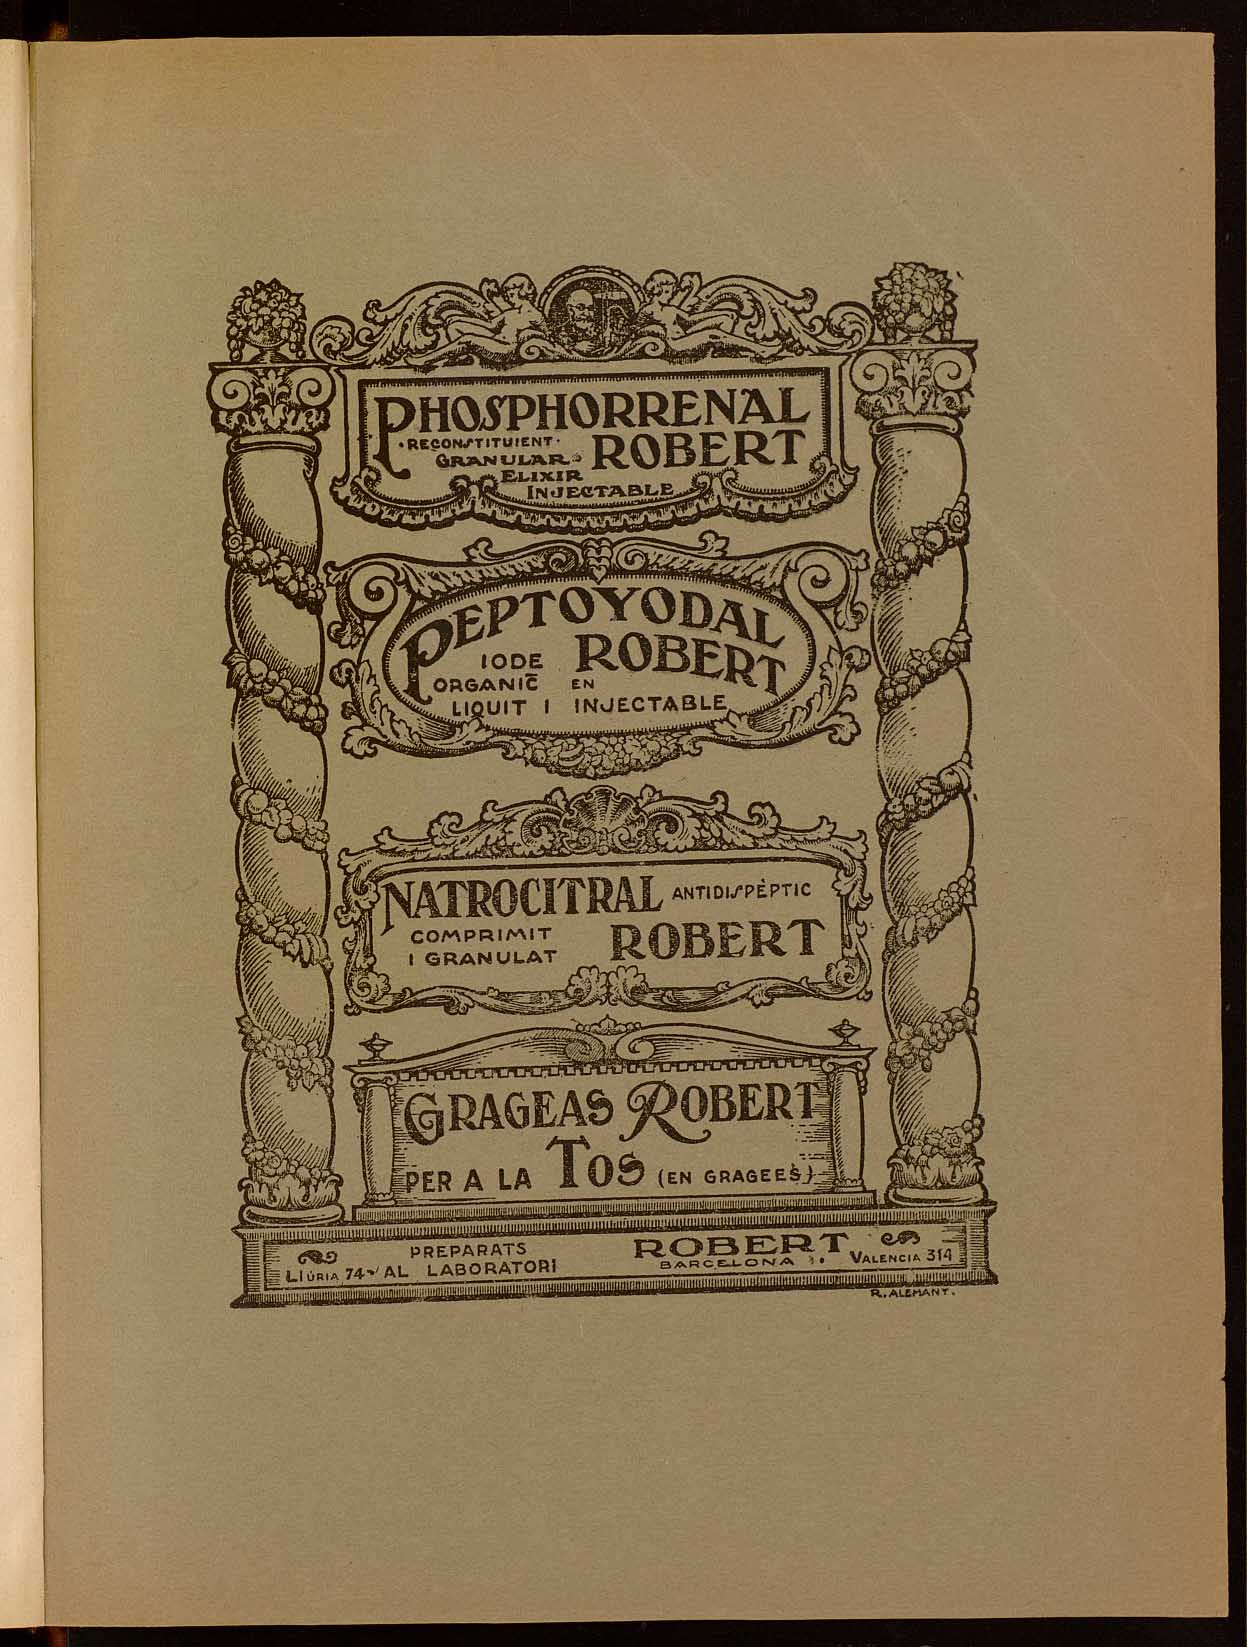 PHOSPHORRENAL
·RECONSTITUIENT· ROBERT
GRANULAR
ELIXIR
INJECTABLE
PEPTOYODAL
IODE ROBERT
ORGANIC EN
LIQUIT I INJECTABLE
NATROCITRAL ANTIDISPÈPTIC
COMPRIMIT ROBERT
I GRANULAT
GRAGEAS ROBERT
PER A LA TOS (EN GRAGEES)
PREPARATS ROBERT
LLÚRIA 74 AL LABORATORI BARCELONA VALENCIA 314
R. ALEMANY.